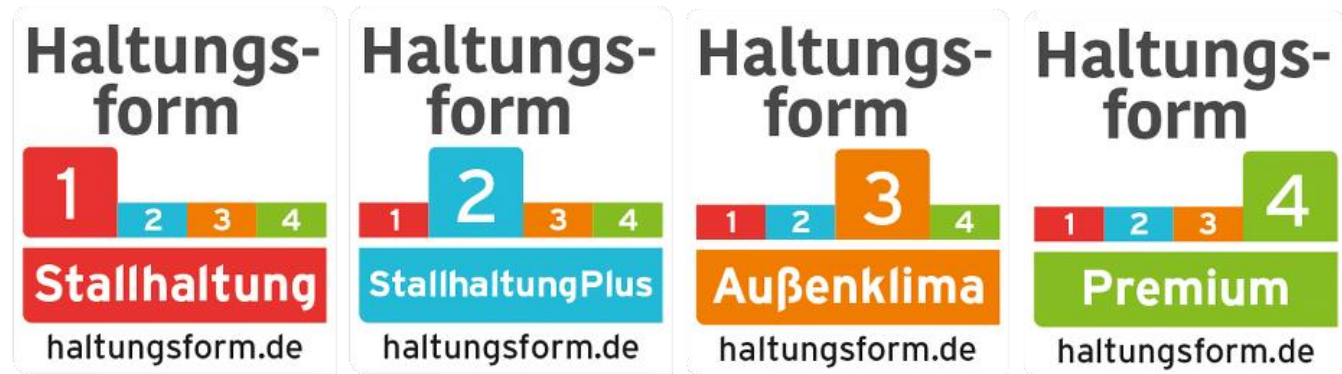 Haltungs-
form
1 2 3 4
Stallhaltung
haltungsform.de
Haltungs-
form
1 2 3 4
StallhaltungPlus
haltungsform.de
Haltungs-
form
1 2 3 4
Außenklima
haltungsform.de
Haltungs-
form
1 2 3 4
Premium
haltungsform.de